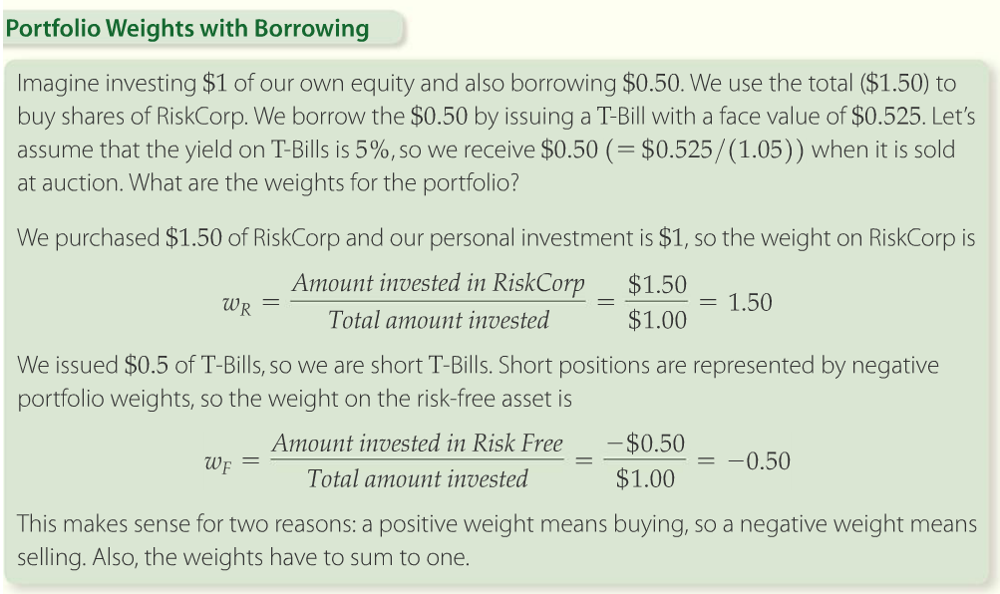 Portfolio Weights with Borrowing
Imagine investing $1 of our own equity and also borrowing $0.50. We use the total ($1.50) to
buy shares of RiskCorp. We borrow the $0.50 by issuing a T-Bill with a face value of $0.525. Let's
assume that the yield on T-Bills is 5%, so we receive $0.50 (= $0.525/(1.05)) when it is sold
at auction. What are the weights for the portfolio?
We purchased $1.50 of RiskCorp and our personal investment is $1, so the weight on RiskCorp is
w_R = Amount invested in RiskCorp / Total amount invested = $1.50 / $1.00 = 1.50
We issued $0.5 of T-Bills, so we are short T-Bills. Short positions are represented by negative
portfolio weights, so the weight on the risk-free asset is
w_F = Amount invested in Risk Free / Total amount invested = −$0.50 / $1.00 = −0.50
This makes sense for two reasons: a positive weight means buying, so a negative weight means
selling. Also, the weights have to sum to one.